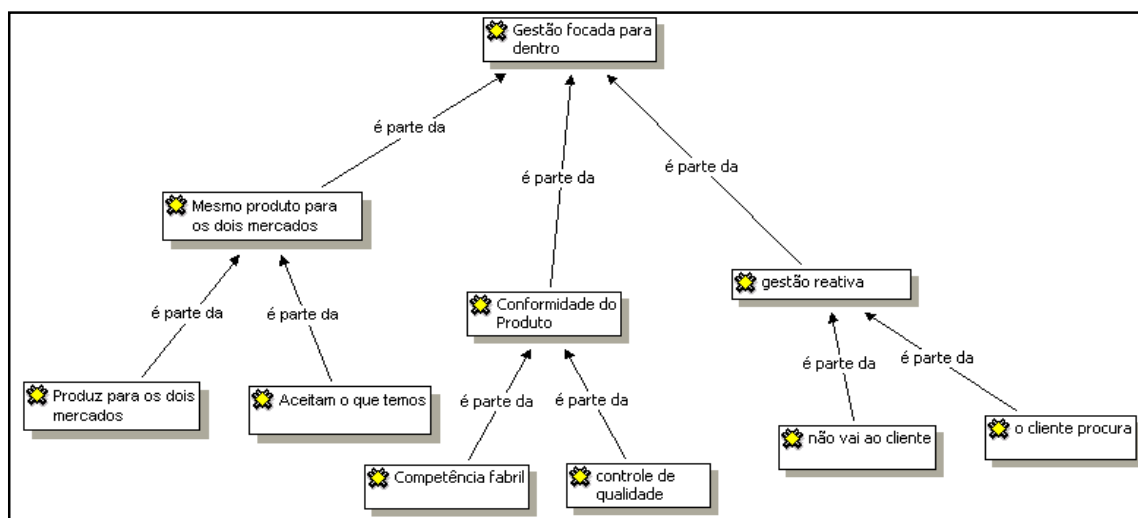 Gestão focada para
dentro
é parte da
é parte da
é parte da
Mesmo produto para
os dois mercados
gestão reativa
Conformidade do
Produto
é parte da
é parte da
é parte da
é parte da
é parte da
é parte da
Produz para os dois
mercados
Aceitam o que temos
não vai ao cliente
o cliente procura
Competência fabril
controle de
qualidade